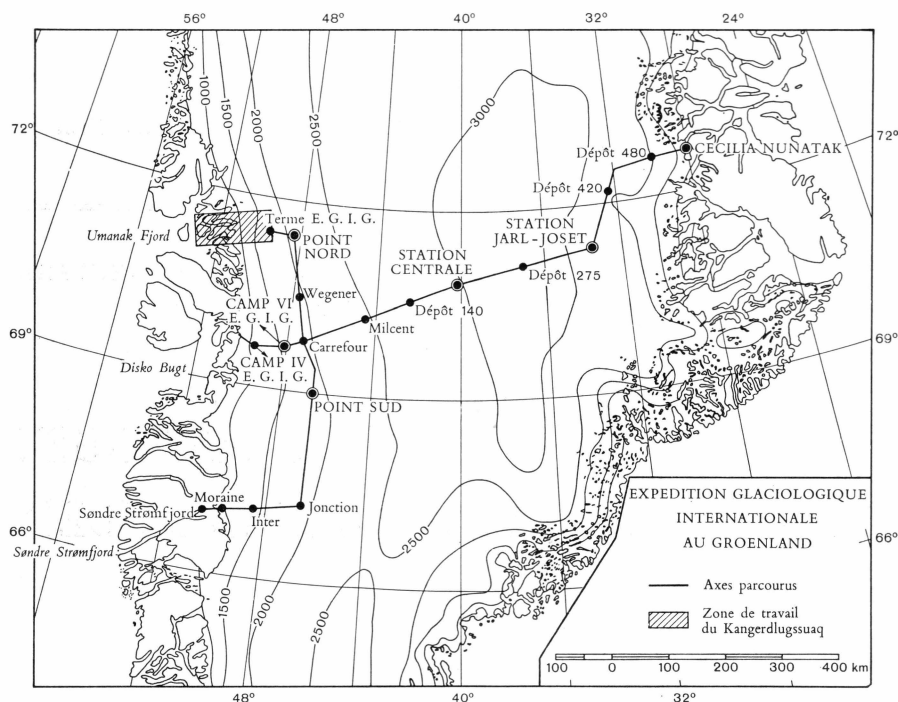 56°
48°
40°
32°
24°
1000
1500
2000
2500
3000
72°
72°
Dépôt 480
CECILIA NUNATAK
Dépôt 420
Terme E. G. I. G.
Umanak Fjord
POINT
NORD
STATION
JARL-JOSET
STATION
CENTRALE
Dépôt 275
Wegener
CAMP VI
E. G. I. G.
Dépôt 140
Milcent
69°
69°
Carrefour
Disko Bugt
CAMP IV
E. G. I. G.
POINT SUD
Moraine
Søndre Strømfjord
Jonction
Inter
66°
66°
Søndre Strømfjord
2500
1500
2000
2500
EXPEDITION GLACIOLOGIQUE
INTERNATIONALE
AU GROENLAND
Axes parcourus
Zone de travail
du Kangerdlugssuaq
100 0 100 200 300 400 km
48°
40°
32°